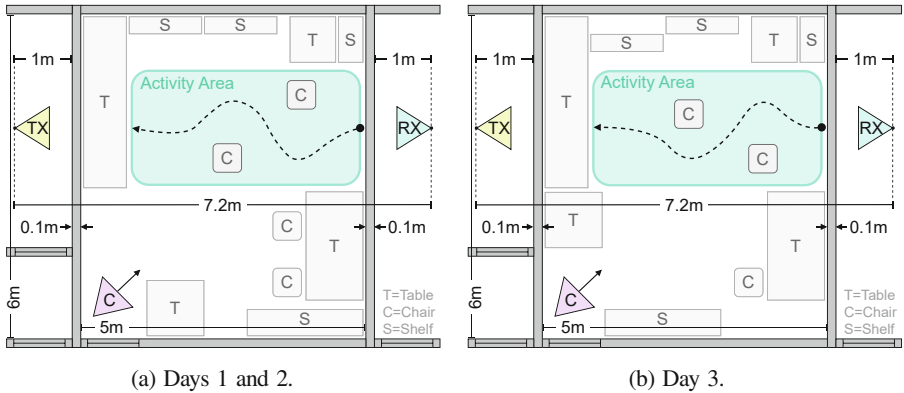 S
S
T
S
1m
1m
Activity Area
T
C
TX
RX
C
7.2m
0.1m
0.1m
C
T
C
6m
C
T
T=Table
C=Chair
S=Shelf
S
5m
(a) Days 1 and 2.
S
S
T
S
1m
1m
Activity Area
T
C
TX
RX
C
7.2m
0.1m
0.1m
T
T
C
6m
C
T=Table
C=Chair
S=Shelf
S
5m
(b) Day 3.